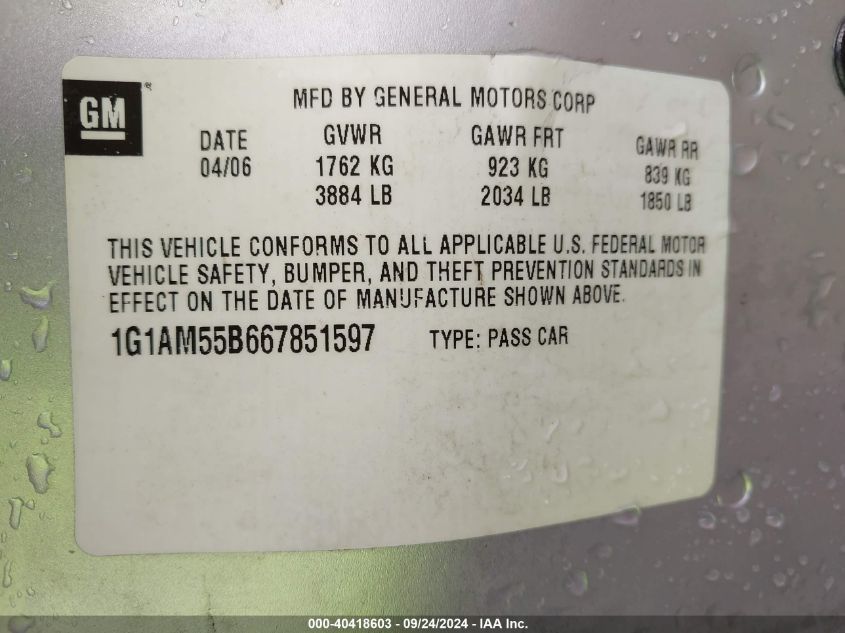 GM
MFD BY GENERAL MOTORS CORP
DATE GVWR GAWR FRT GAWR RR
04/06 1762 KG 923 KG 839 KG
3884 LB 2034 LB 1850 LB
THIS VEHICLE CONFORMS TO ALL APPLICABLE U.S. FEDERAL MOTOR
VEHICLE SAFETY, BUMPER, AND THEFT PREVENTION STANDARDS IN
EFFECT ON THE DATE OF MANUFACTURE SHOWN ABOVE.
1G1AM55B667851597 TYPE: PASS CAR
000-40418603 - 09/24/2024 - IAA Inc.